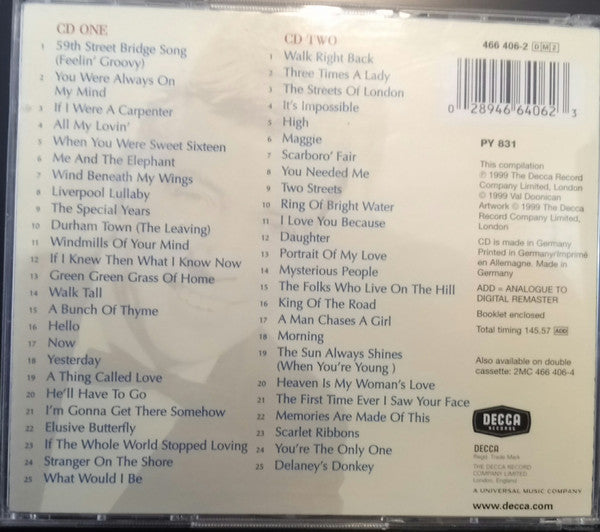 CD ONE
1 59th Street Bridge Song
(Feelin' Groovy)
2 You Were Always On
My Mind
3 If I Were A Carpenter
4 All My Lovin'
5 When You Were Sweet Sixteen
6 Me And The Elephant
7 Wind Beneath My Wings
8 Liverpool Lullaby
9 The Special Years
10 Durham Town (The Leaving)
11 Windmills Of Your Mind
12 If I Knew Then What I Know Now
13 Green Green Grass Of Home
14 Walk Tall
15 A Bunch Of Thyme
16 Hello
17 Now
18 Yesterday
19 A Thing Called Love
20 He'll Have To Go
21 I'm Gonna Get There Somehow
22 Elusive Butterfly
23 If The Whole World Stopped Loving
24 Stranger On The Shore
25 What Would I Be
CD TWO
1 Walk Right Back
2 Three Times A Lady
3 The Streets Of London
4 It's Impossible
5 High
6 Maggie
7 Scarboro' Fair
8 You Needed Me
9 Two Streets
10 Ring Of Bright Water
11 I Love You Because
12 Daughter
13 Portrait Of My Love
14 Mysterious People
15 The Folks Who Live On The Hill
16 King Of The Road
17 A Man Chases A Girl
18 Morning
19 The Sun Always Shines
(When You're Young )
20 Heaven Is My Woman's Love
21 The First Time Ever I Saw Your Face
22 Memories Are Made Of This
23 Scarlet Ribbons
24 You're The Only One
25 Delaney's Donkey
466 406-2 DM2
0 28946 64062 3
PY 831
This compilation
℗ 1999 The Decca Record
Company Limited, London
© 1999 Val Doonican
Artwork © 1999 The Decca
Record Company Limited,
London
CD is made in Germany
Printed in Germany/Imprimé
en Allemagne. Made in
Germany
ADD = ANALOGUE TO
DIGITAL REMASTER
Booklet enclosed
Total timing 145.57 ADD
Also available on double
cassette: 2MC 466 406-4
DECCA
RECORDS
DECCA
Regd. Trade Mark
THE DECCA RECORD
COMPANY LIMITED
London, England
A UNIVERSAL MUSIC COMPANY
www.decca.com